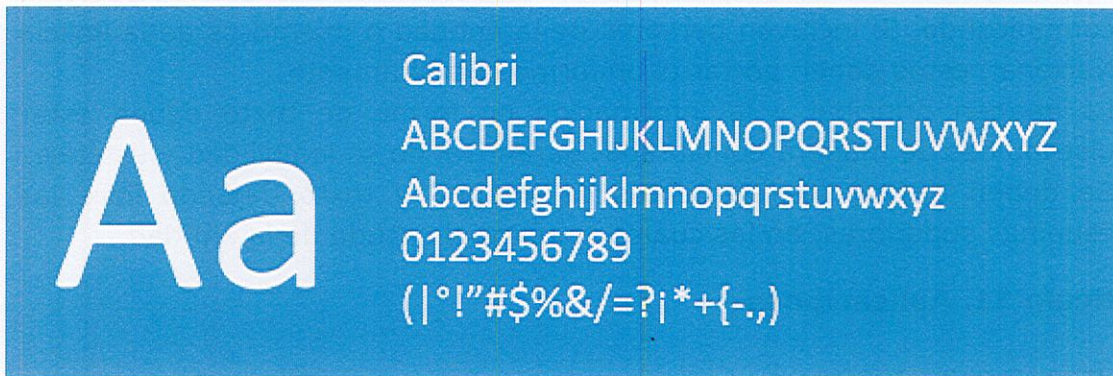 Aa
Calibri
ABCDEFGHIJKLMNOPQRSTUVWXYZ
Abcdefghijklmnopqrstuvwxyz
0123456789
(|°!”#$%&/=?¡*+{-.,)